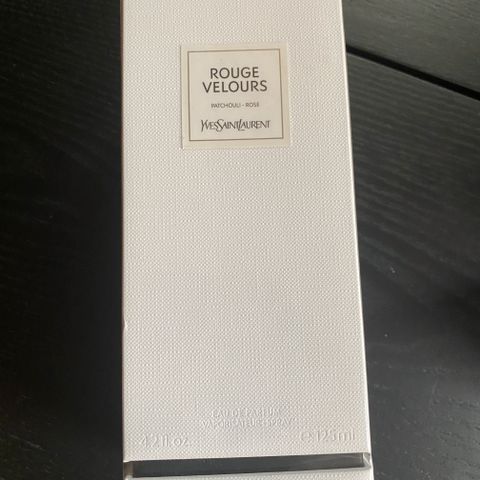 ROUGE
VELOURS
PATCHOULI - ROSE
YVESSAINTLAURENT
EAU DE PARFUM
VAPORISATEUR • SPRAY
4.2 fl.oz. ℮ 125 ml